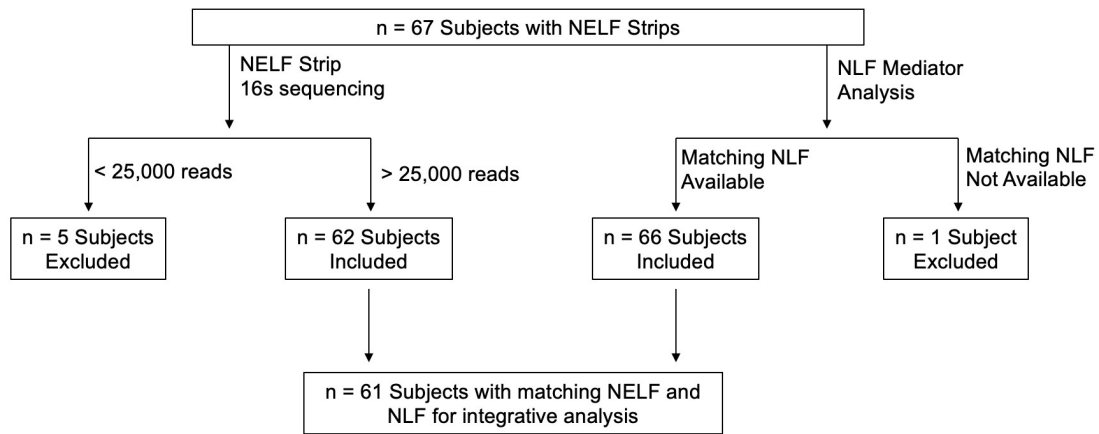 n = 67 Subjects with NELF Strips
NELF Strip
16s sequencing
NLF Mediator
Analysis
< 25,000 reads
> 25,000 reads
Matching NLF
Available
Matching NLF
Not Available
n = 5 Subjects
Excluded
n = 62 Subjects
Included
n = 66 Subjects
Included
n = 1 Subject
Excluded
n = 61 Subjects with matching NELF and
NLF for integrative analysis